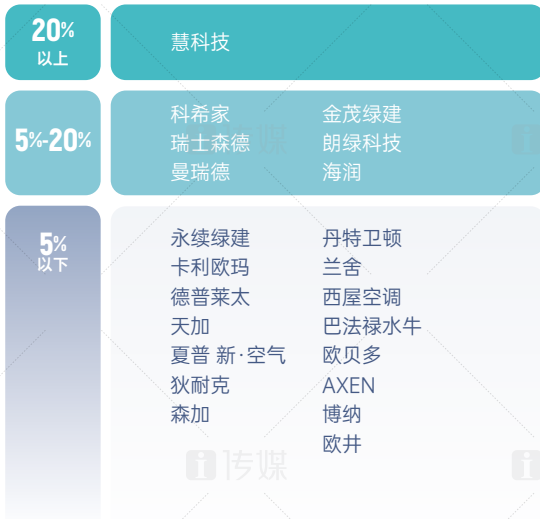 20%
以上
慧科技
5%-20%
科希家
瑞士森德
曼瑞德
金茂绿建
朗绿科技
海润
5%
以下
永续绿建
卡利欧玛
德普莱太
天加
夏普 新·空气
狄耐克
森加
丹特卫顿
兰舍
西屋空调
巴法禄水牛
欧贝多
AXEN
博纳
欧井
i传媒